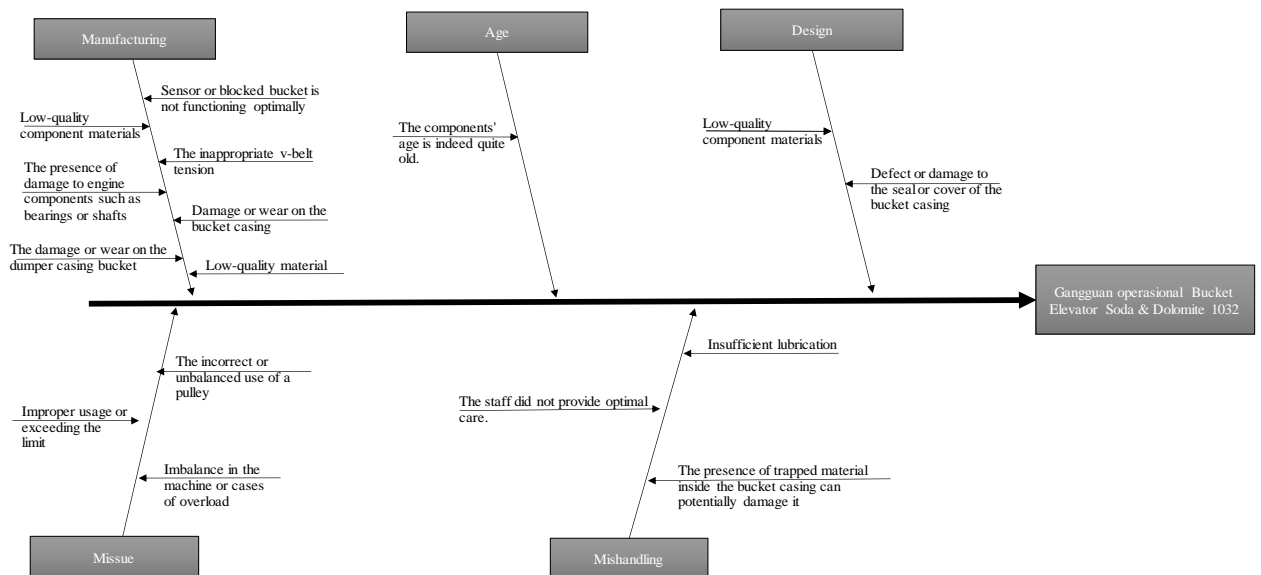 Manufacturing
Age
Design
Sensor or blocked bucket is
not functioning optimally
Low-quality
component materials
The inappropriate v-belt
tension
The presence of
damage to engine
components such as
bearings or shafts
Damage or wear on the
bucket casing
The damage or wear on the
dumper casing bucket
Low-quality material
The components'
age is indeed quite
old.
Low-quality
component materials
Defect or damage to
the seal or cover of the
bucket casing
Gangguan operasional Bucket
Elevator Soda & Dolomite 1032
The incorrect or
unbalanced use of a
pulley
Improper usage or
exceeding the
limit
Imbalance in the
machine or cases
of overload
Insufficient lubrication
The staff did not provide optimal
care.
The presence of trapped material
inside the bucket casing can
potentially damage it
Missue
Mishandling